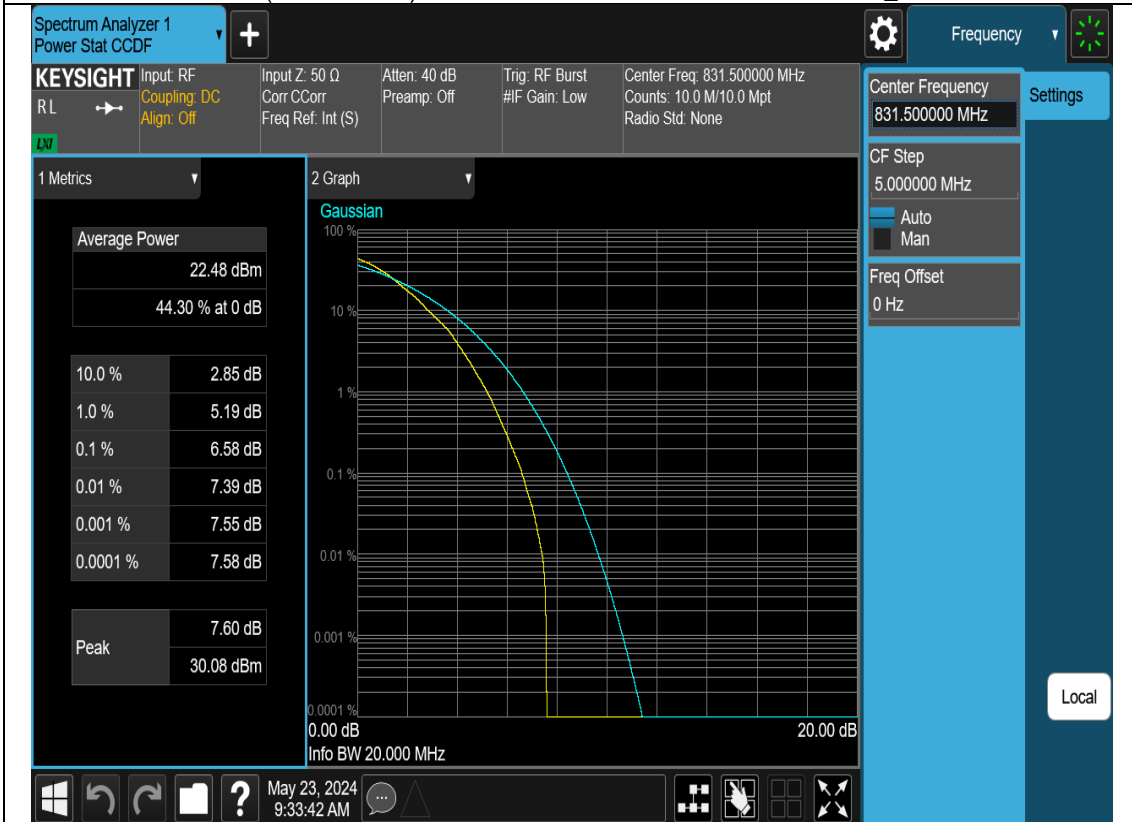 Spectrum Analyzer 1
Power Stat CCDF
Frequency
KEYSIGHT
RL
LXI
Input: RF
Coupling: DC
Align: Off
Input Z: 50 Ω
Corr CCorr
Freq Ref: Int (S)
Atten: 40 dB
Preamp: Off
Trig: RF Burst
#IF Gain: Low
Center Freq: 831.500000 MHz
Counts: 10.0 M/10.0 Mpt
Radio Std: None
Center Frequency
831.500000 MHz
Settings
CF Step
5.000000 MHz
Auto
Man
Freq Offset
0 Hz
Local
1 Metrics
Average Power
22.48 dBm
44.30 % at 0 dB
10.0 % 2.85 dB
1.0 % 5.19 dB
0.1 % 6.58 dB
0.01 % 7.39 dB
0.001 % 7.55 dB
0.0001 % 7.58 dB
Peak
7.60 dB
30.08 dBm
2 Graph
Gaussian
100 %
10 %
1 %
0.1 %
0.01 %
0.001 %
0.0001 %
0.00 dB 20.00 dB
Info BW 20.000 MHz
?
May 23, 2024
9:33:42 AM